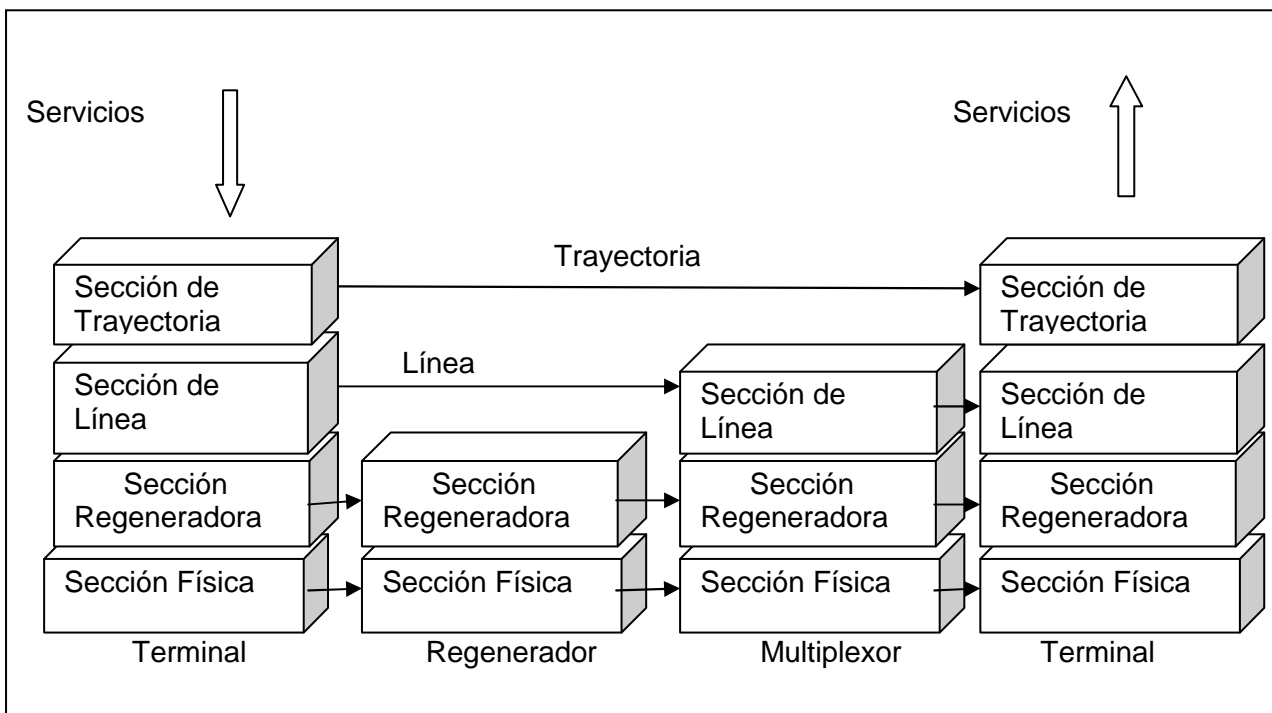 Servicios
Servicios
Trayectoria
Sección de
Trayectoria
Sección de
Trayectoria
Línea
Sección de
Línea
Sección de
Línea
Sección de
Línea
Sección
Regeneradora
Sección
Regeneradora
Sección
Regeneradora
Sección
Regeneradora
Sección Física
Sección Física
Sección Física
Sección Física
Terminal
Regenerador
Multiplexor
Terminal